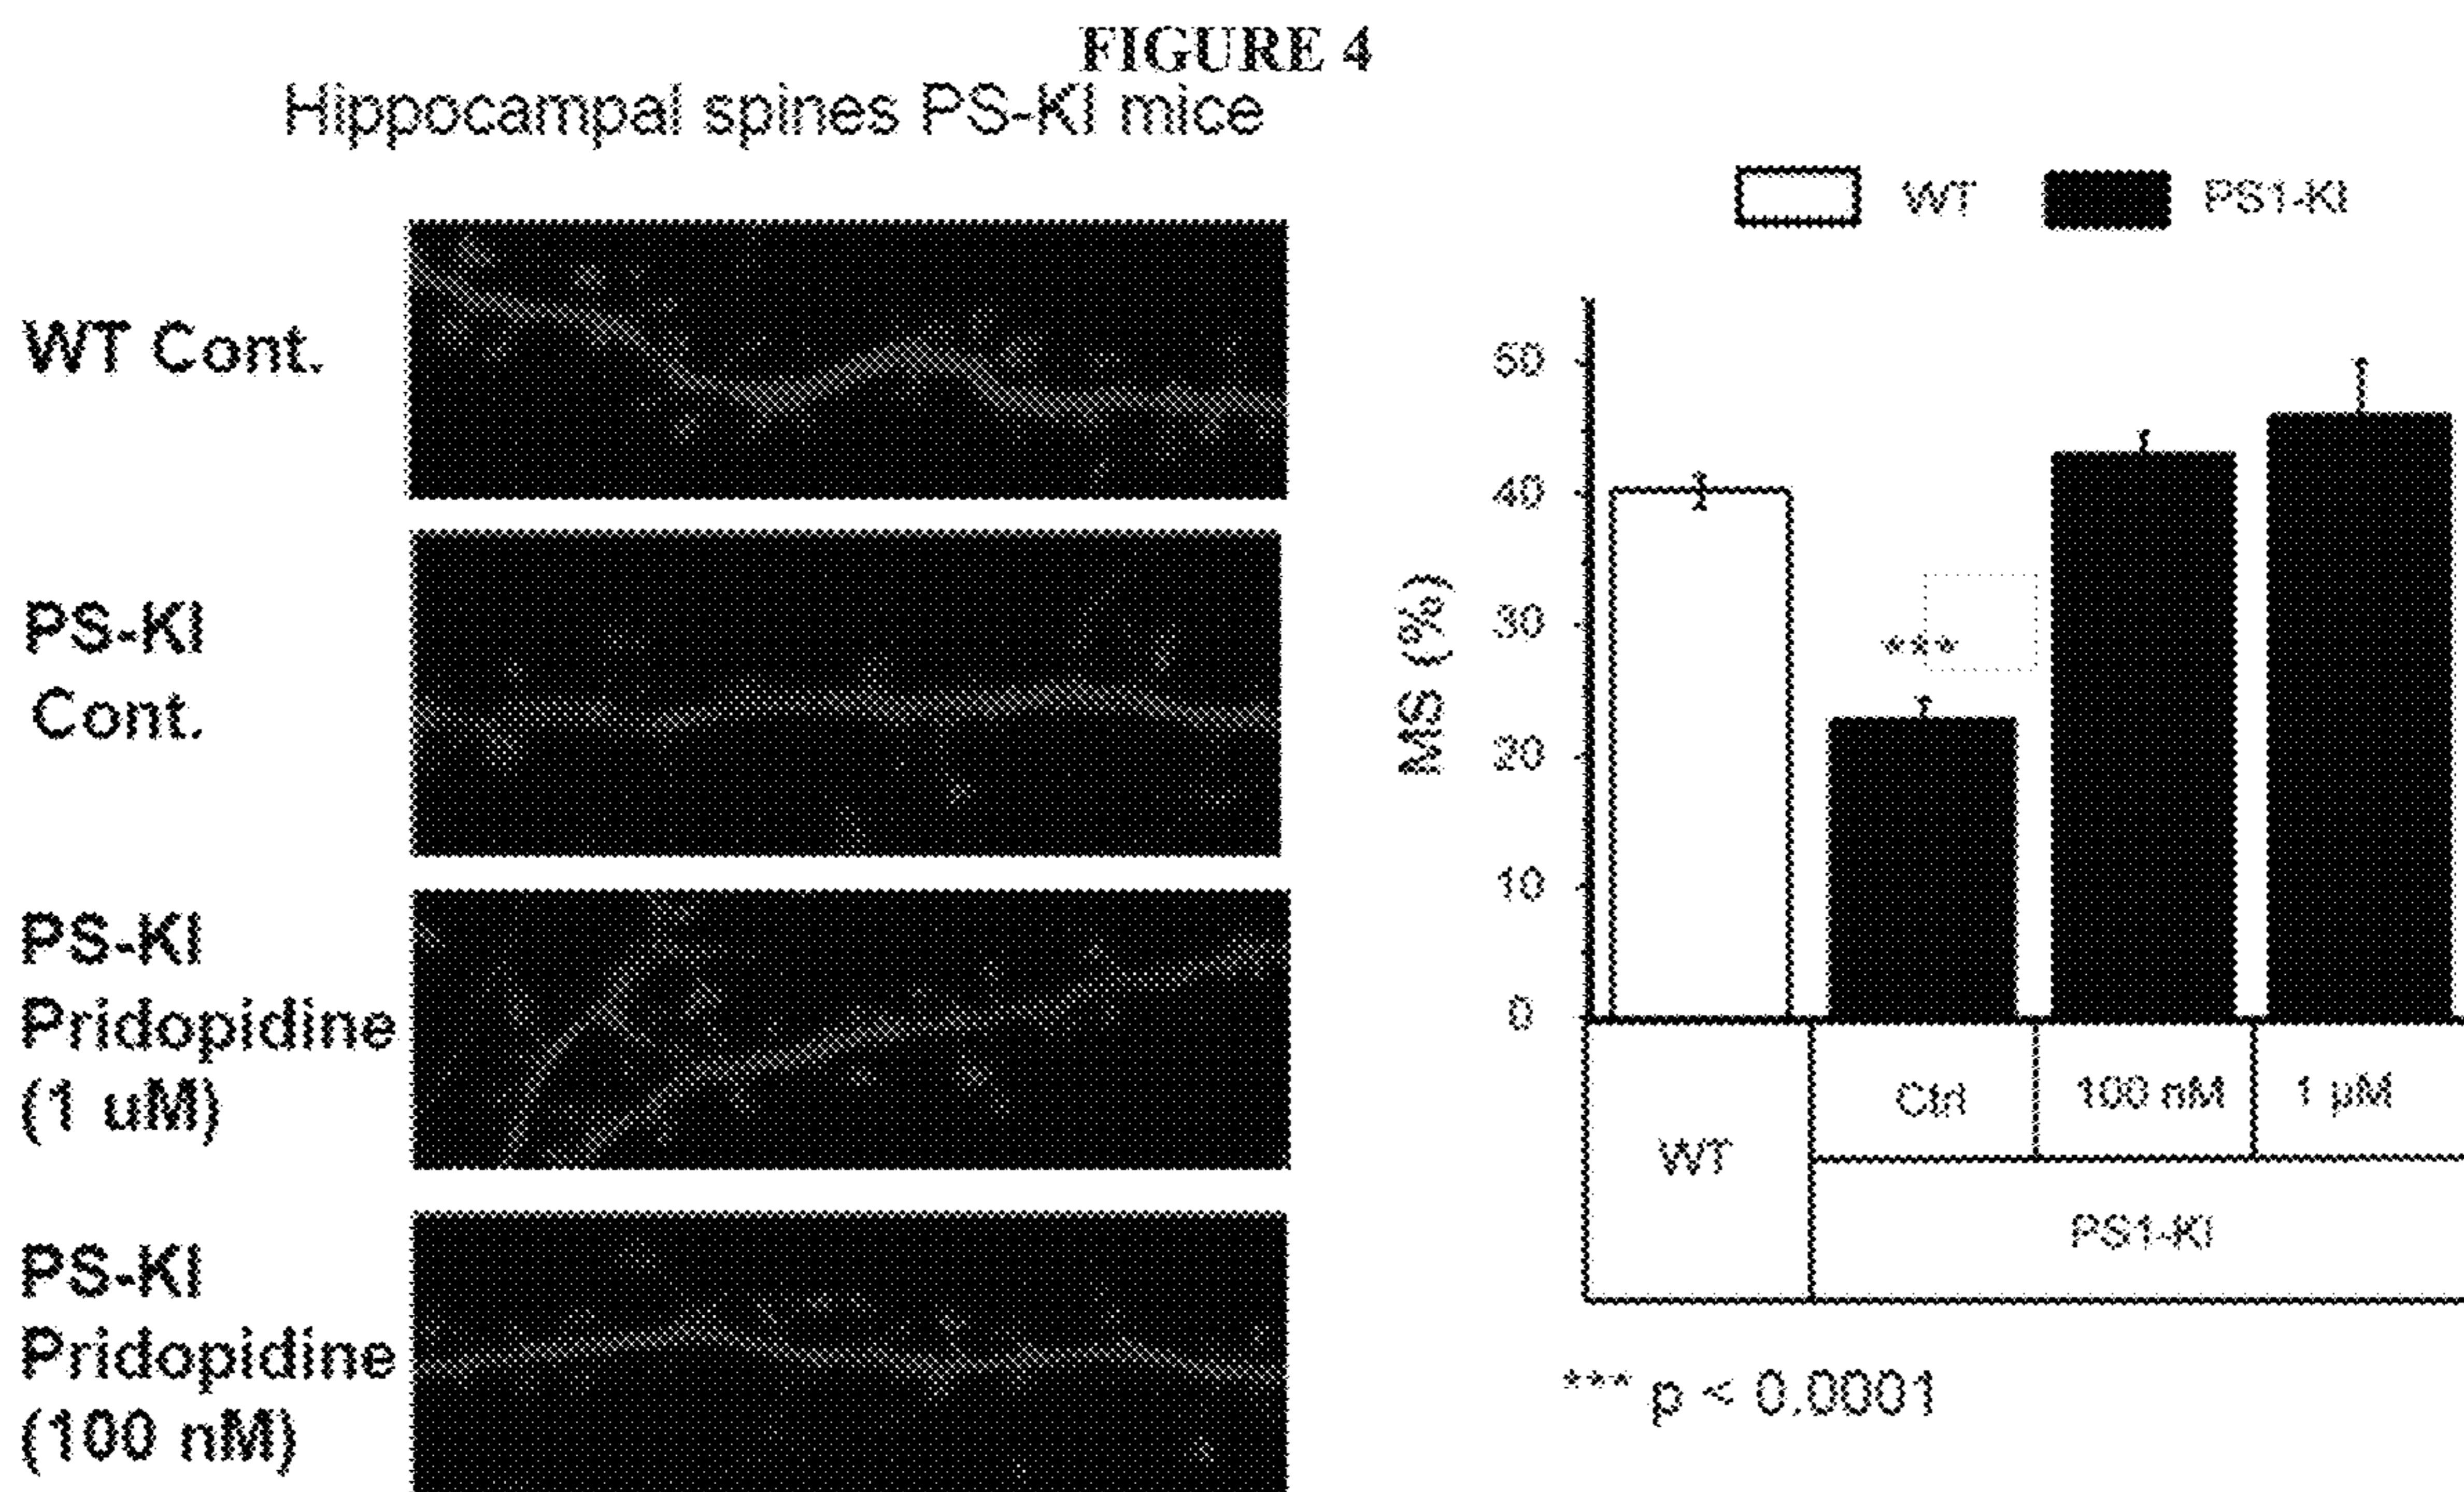 FIGURE 4
Hippocampal spines PS-KI mice
WT Cont.
PS-KI
Cont.
PS-KI
Pridopidine
(1 uM)
PS-KI
Pridopidine
(100 nM)
WT PS1-KI
MS (%)
50
40
30
20
10
0
***
Ctrl 100 nM 1 µM
WT
PS1-KI
*** p < 0.0001